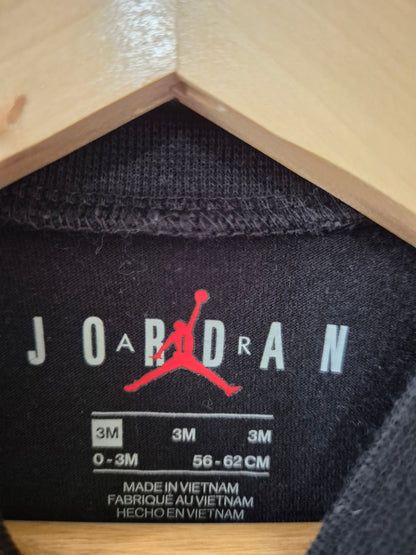 JORDAN
AIR
3M 3M 3M
0-3M 56-62CM
MADE IN VIETNAM
FABRIQUÉ AU VIETNAM
HECHO EN VIETNAM